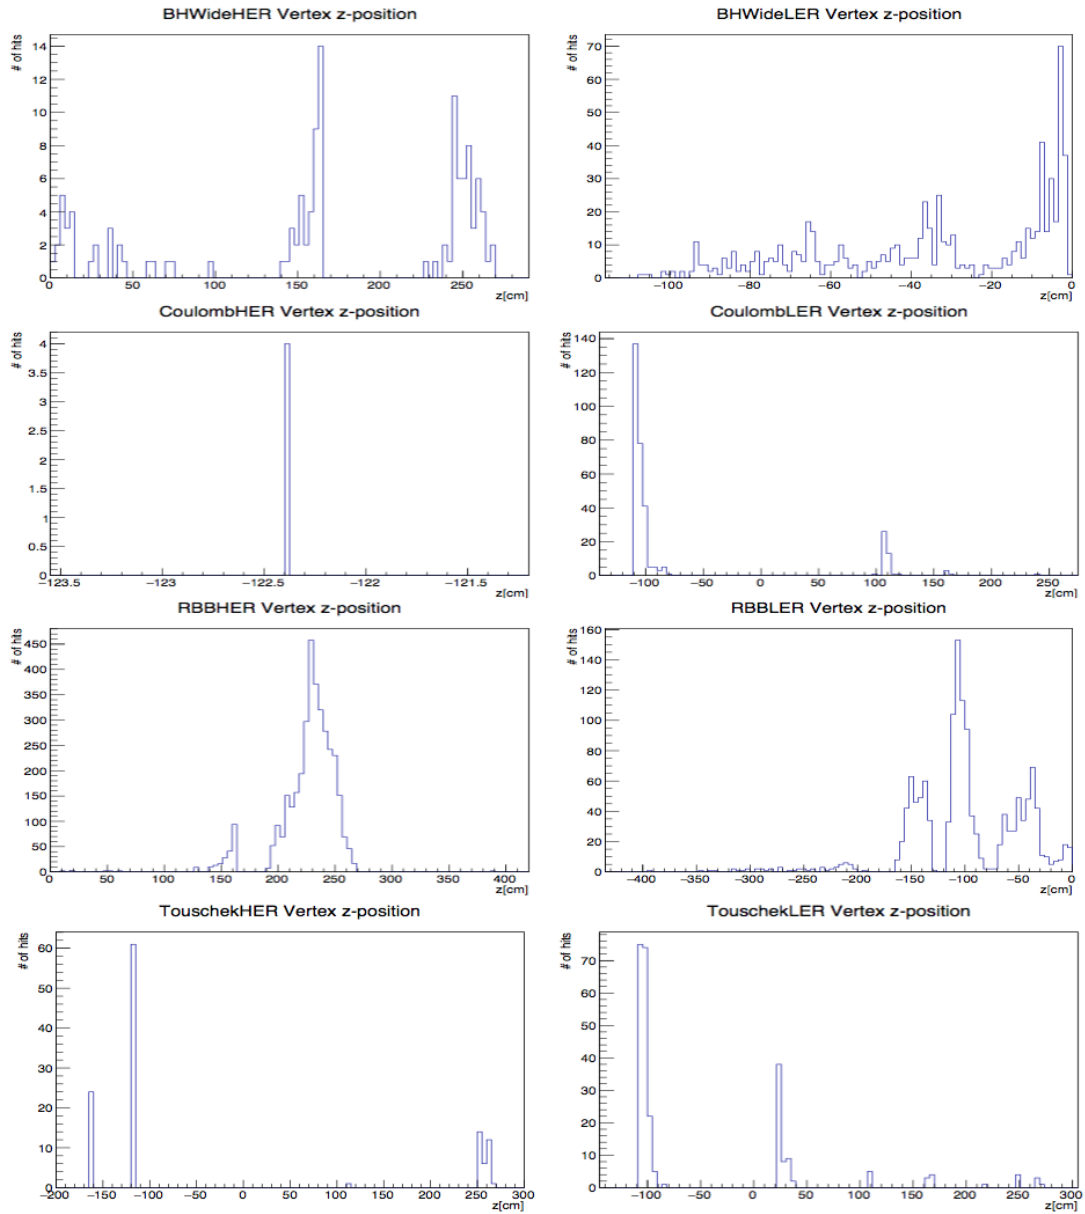 BHWideHER Vertex z-position
# of hits
14
12
10
8
6
4
2
0
0 50 100 150 200 250
z[cm]
BHWideLER Vertex z-position
# of hits
70
60
50
40
30
20
10
0
−100 −80 −60 −40 −20 0
z[cm]
CoulombHER Vertex z-position
# of hits
4
3.5
3
2.5
2
1.5
1
0.5
0
−123.5 −123 −122.5 −122 −121.5
z[cm]
CoulombLER Vertex z-position
# of hits
140
120
100
80
60
40
20
0
−100 −50 0 50 100 150 200 250
z[cm]
RBBHER Vertex z-position
# of hits
450
400
350
300
250
200
150
100
50
0
0 50 100 150 200 250 300 350 400
z[cm]
RBBLER Vertex z-position
# of hits
160
140
120
100
80
60
40
20
0
−400 −350 −300 −250 −200 −150 −100 −50 0
z[cm]
TouschekHER Vertex z-position
# of hits
60
50
40
30
20
10
0
−200 −150 −100 −50 0 50 100 150 200 250 300
z[cm]
TouschekLER Vertex z-position
# of hits
70
60
50
40
30
20
10
0
−100 −50 0 50 100 150 200 250 300
z[cm]